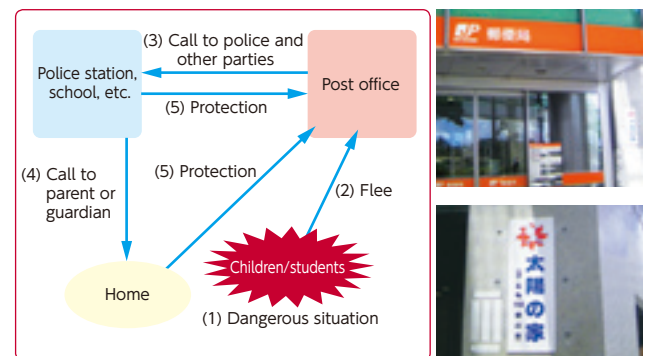 (3) Call to police and
other parties
Police station,
school, etc.
Post office
(5) Protection
(4) Call to
parent or
guardian
(5) Protection
(2) Flee
Children/students
Home
(1) Dangerous situation
郵便局
太陽の家